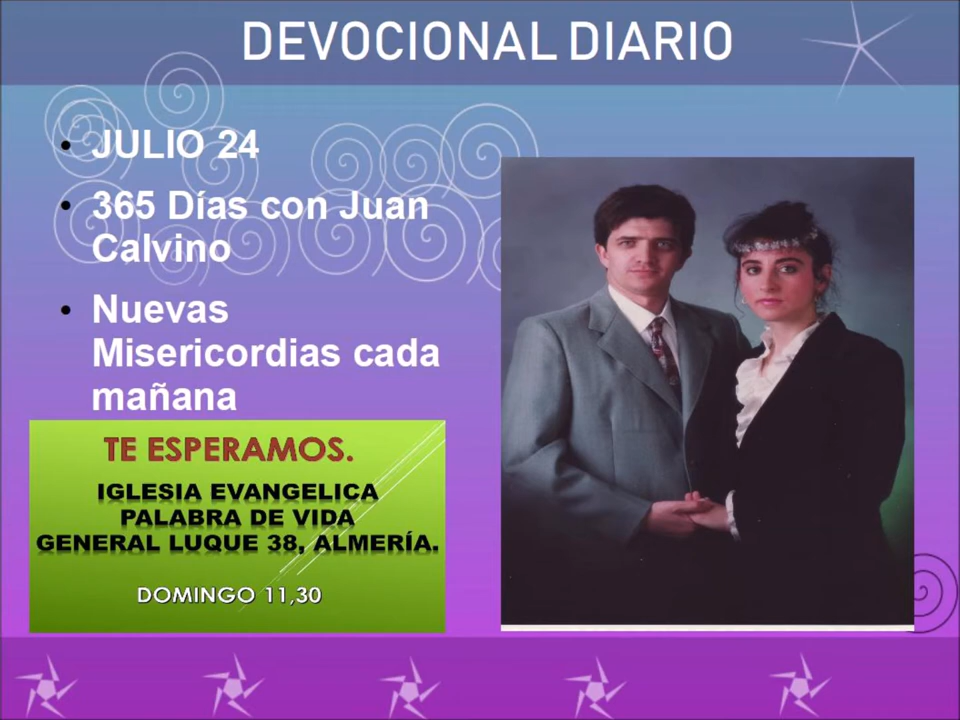 DEVOCIONAL DIARIO
• JULIO 24
• 365 Días con Juan
Calvino
• Nuevas
Misericordias cada
mañana
TE ESPERAMOS.
IGLESIA EVANGELICA
PALABRA DE VIDA
GENERAL LUQUE 38, ALMERÍA.
DOMINGO 11,30